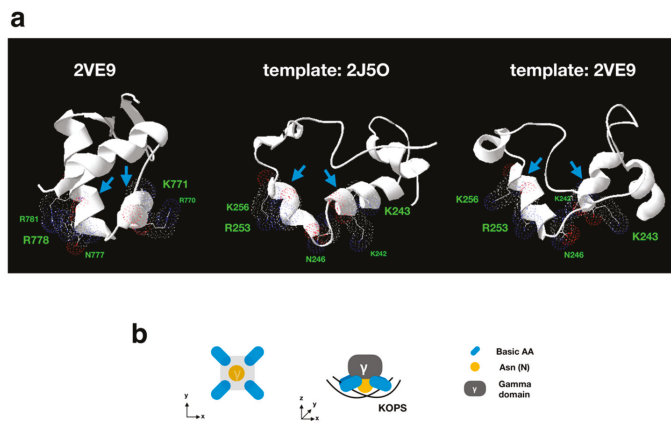 a
2VE9
template: 2J5O
template: 2VE9
K771
R770
R781
R778
N777
K256
R253
N246
K243
K242
K256
R253
K242
N246
K243
b
γ
y
x
γ
KOPS
z
y
x
Basic AA
Asn (N)
γ
Gamma
domain